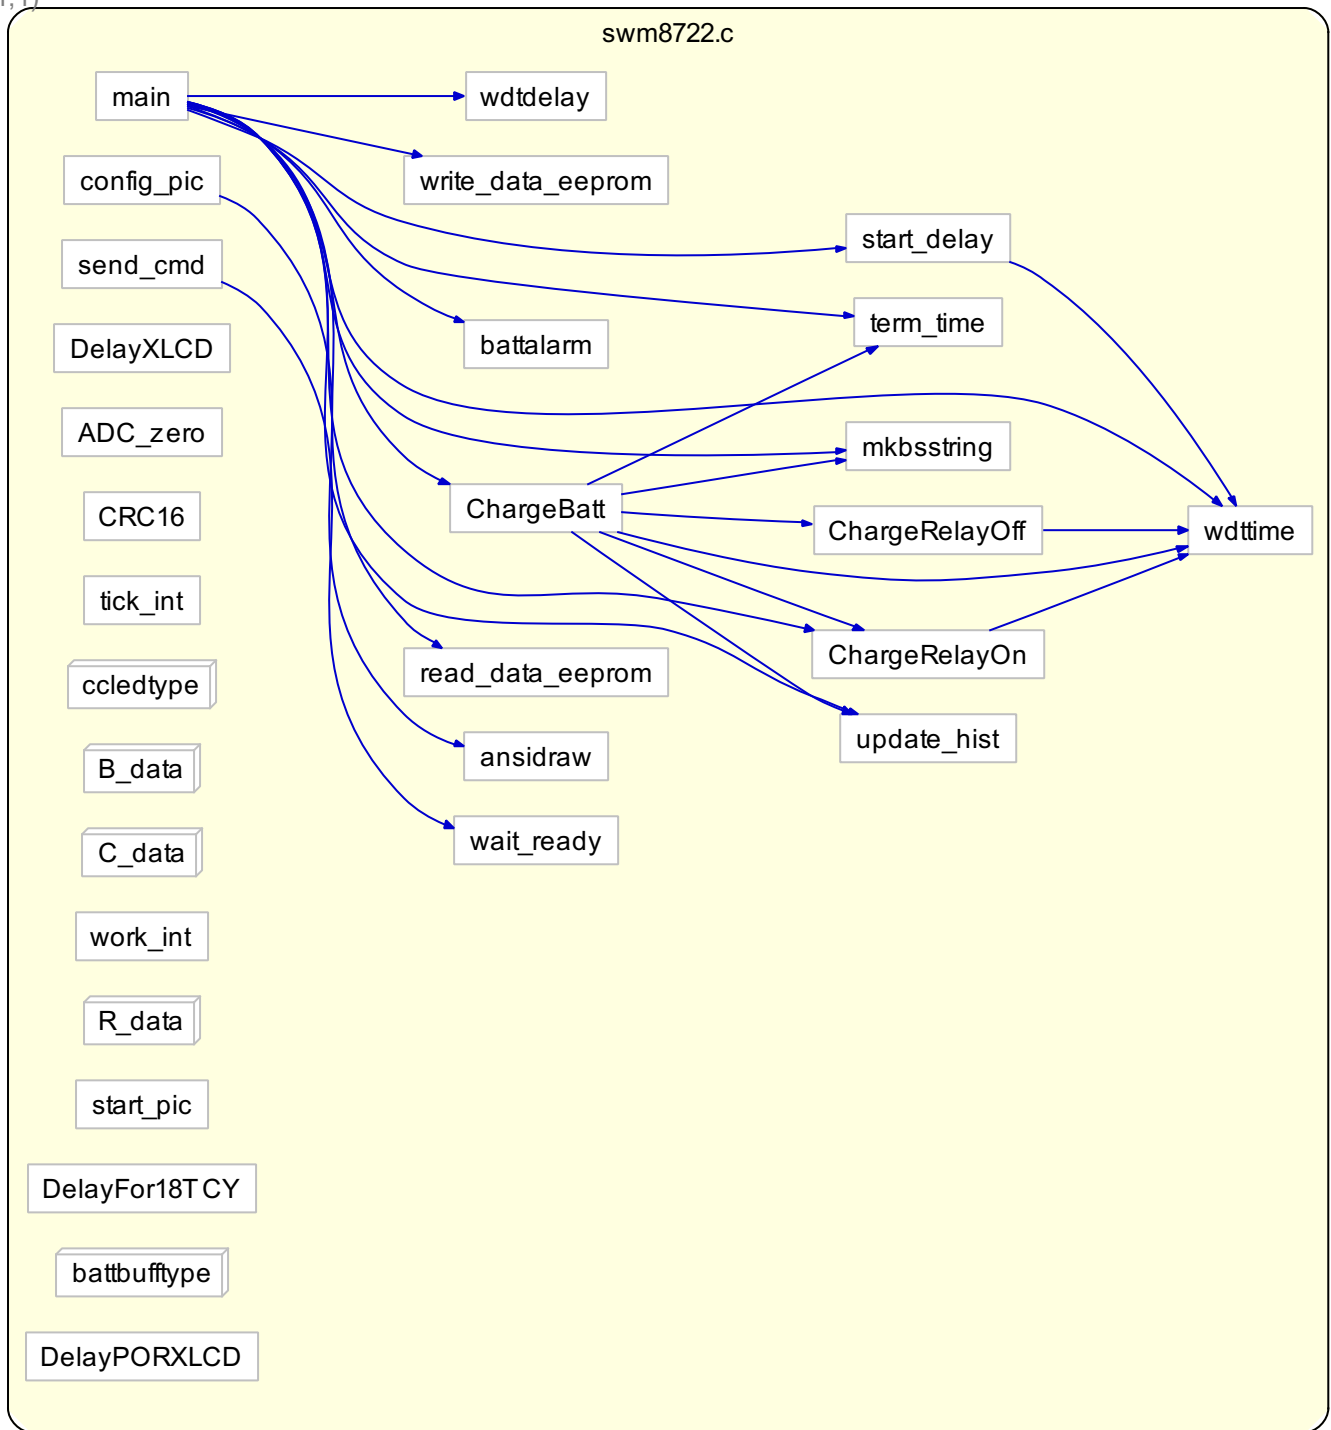 swm8722.c
main
wdtdelay
config_pic
write_data_eeprom
start_delay
send_cmd
term_time
DelayXLCD
battalarm
ADC_zero
mkbsstring
CRC16
ChargeBatt
ChargeRelayOff
wdttime
tick_int
ChargeRelayOn
ccledtype
read_data_eeprom
update_hist
B_data
ansidraw
C_data
wait_ready
work_int
R_data
start_pic
DelayFor18TCY
battbufftype
DelayPORXLCD